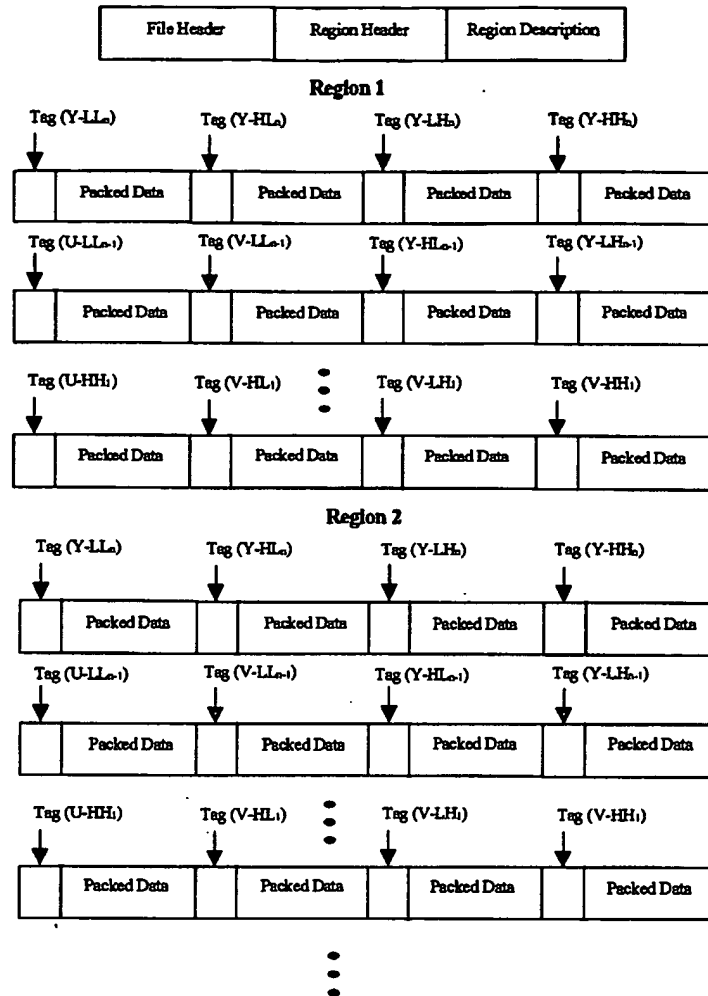 File Header Region Header Region Description
Region 1
Tag (Y-LLₙ) Tag (Y-HLₙ) Tag (Y-LHₙ) Tag (Y-HHₙ)
Packed Data Packed Data Packed Data Packed Data
Tag (U-LLₙ₋₁) Tag (V-LLₙ₋₁) Tag (Y-HLₙ₋₁) Tag (Y-LHₙ₋₁)
Packed Data Packed Data Packed Data Packed Data
Tag (U-HH₁) Tag (V-HL₁) Tag (V-LH₁) Tag (V-HH₁)
Packed Data Packed Data Packed Data Packed Data
Region 2
Tag (Y-LLₙ) Tag (Y-HLₙ) Tag (Y-LHₙ) Tag (Y-HHₙ)
Packed Data Packed Data Packed Data Packed Data
Tag (U-LLₙ₋₁) Tag (V-LLₙ₋₁) Tag (Y-HLₙ₋₁) Tag (Y-LHₙ₋₁)
Packed Data Packed Data Packed Data Packed Data
Tag (U-HH₁) Tag (V-HL₁) Tag (V-LH₁) Tag (V-HH₁)
Packed Data Packed Data Packed Data Packed Data